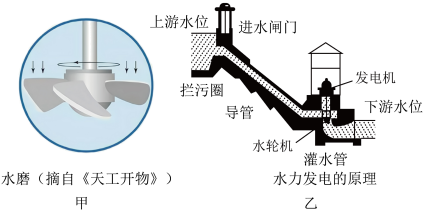 上游水位
进水闸门
发电机
拦污圈
导管
下游水位
水轮机
灌水管
水磨（摘自《天工开物》）
水力发电的原理
甲
乙